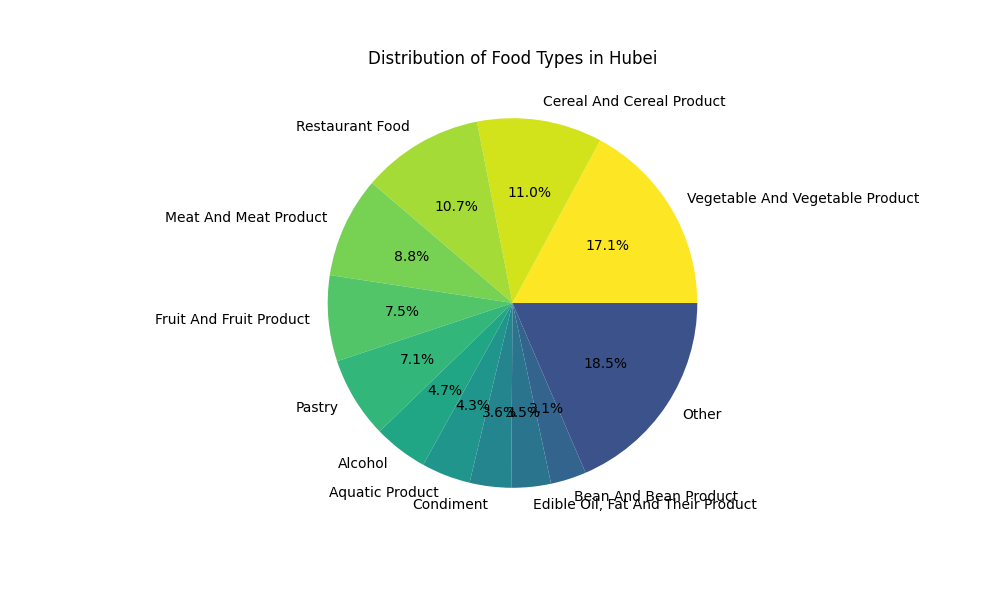 Distribution of Food Types in Hubei
Cereal And Cereal Product
Restaurant Food
Vegetable And Vegetable Product
11.0%
10.7%
Meat And Meat Product
17.1%
8.8%
7.5%
Fruit And Fruit Product
7.1%
18.5%
4.7%
4.3%
3.6%
3.5%
3.1%
Pastry
Other
Alcohol
Aquatic Product
Bean And Bean Product
Condiment
Edible Oil, Fat And Their Product